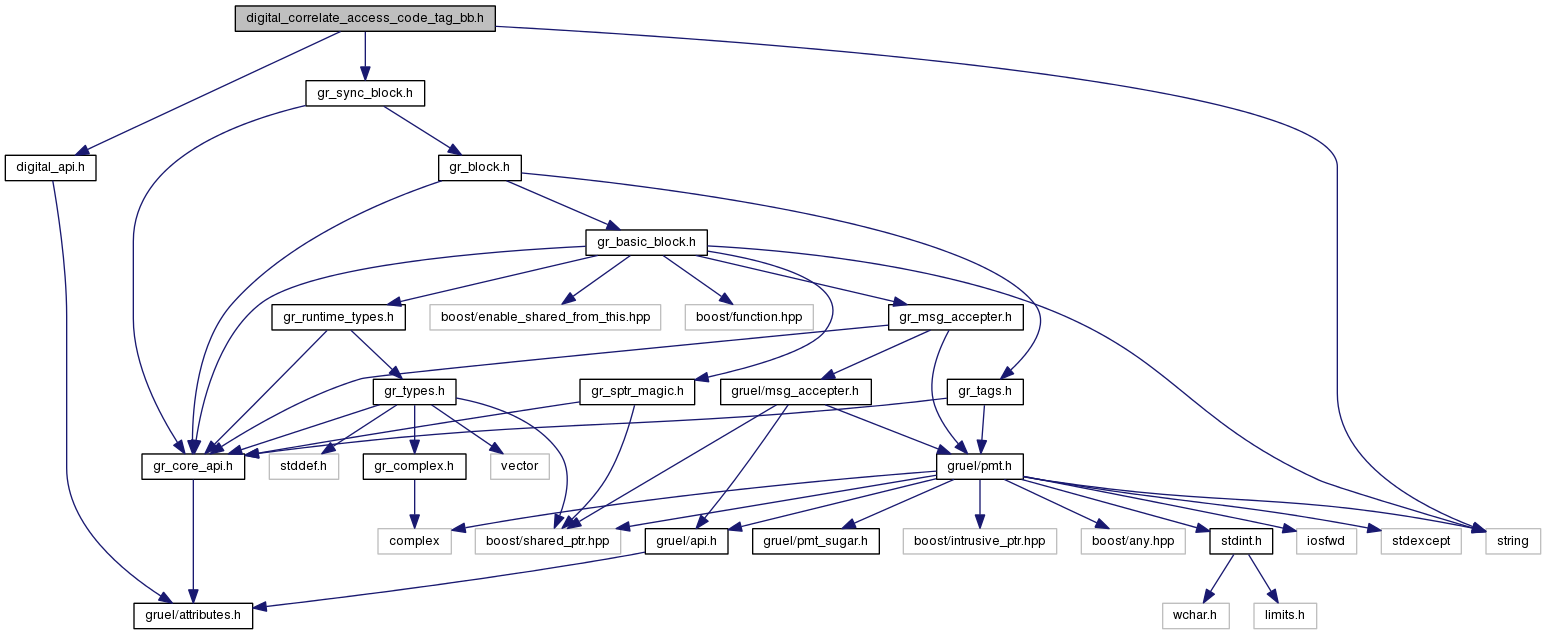 digital_correlate_access_code_tag_bb.h
gr_sync_block.h
digital_api.h
gr_block.h
gr_basic_block.h
gr_runtime_types.h
boost/enable_shared_from_this.hpp
boost/function.hpp
gr_msg_accepter.h
gr_types.h
gr_sptr_magic.h
gruel/msg_accepter.h
gr_tags.h
gr_core_api.h
stddef.h
gr_complex.h
vector
gruel/pmt.h
complex
boost/shared_ptr.hpp
gruel/api.h
gruel/pmt_sugar.h
boost/intrusive_ptr.hpp
boost/any.hpp
stdint.h
iosfwd
stdexcept
string
gruel/attributes.h
wchar.h
limits.h